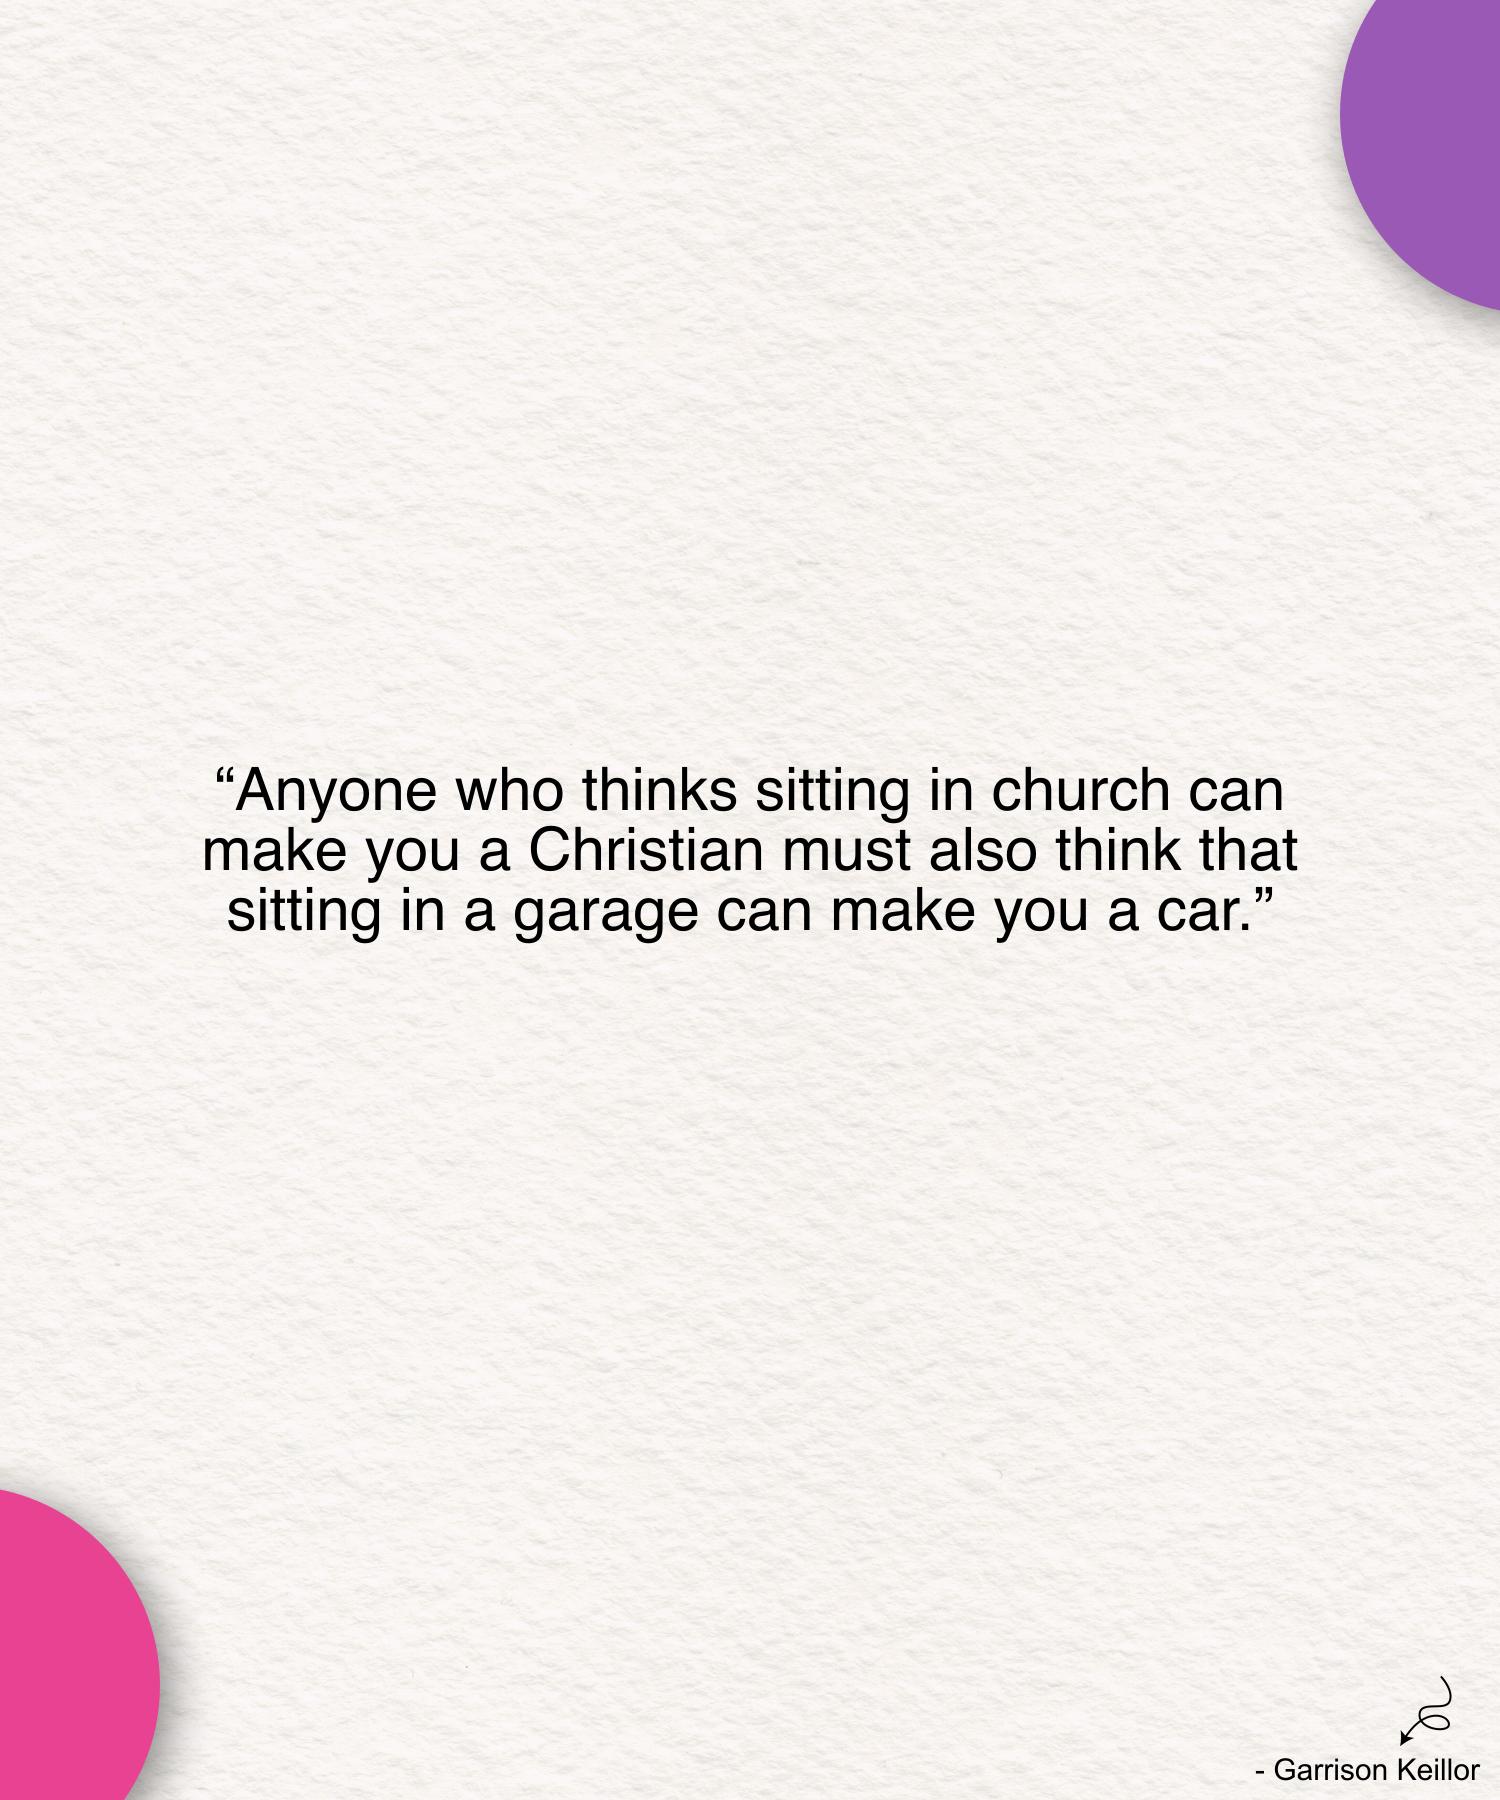 “Anyone who thinks sitting in church can
make you a Christian must also think that
sitting in a garage can make you a car.”
- Garrison Keillor